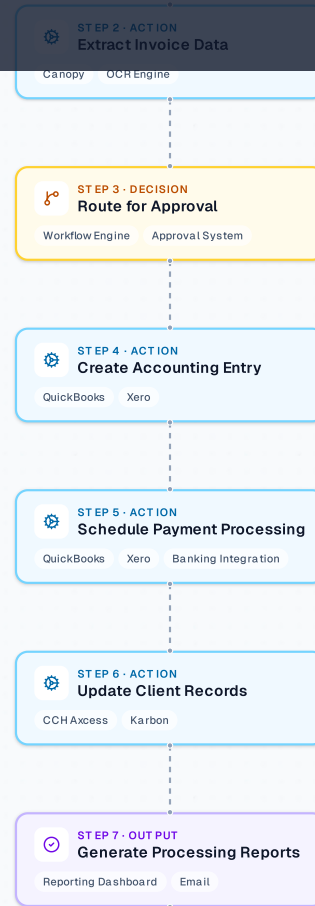 STEP 2 · ACTION
Extract Invoice Data
Canopy OCR Engine
STEP 3 · DECISION
Route for Approval
Workflow Engine Approval System
STEP 4 · ACTION
Create Accounting Entry
QuickBooks Xero
STEP 5 · ACTION
Schedule Payment Processing
QuickBooks Xero Banking Integration
STEP 6 · ACTION
Update Client Records
CCH Axcess Karbon
STEP 7 · OUTPUT
Generate Processing Reports
Reporting Dashboard Email